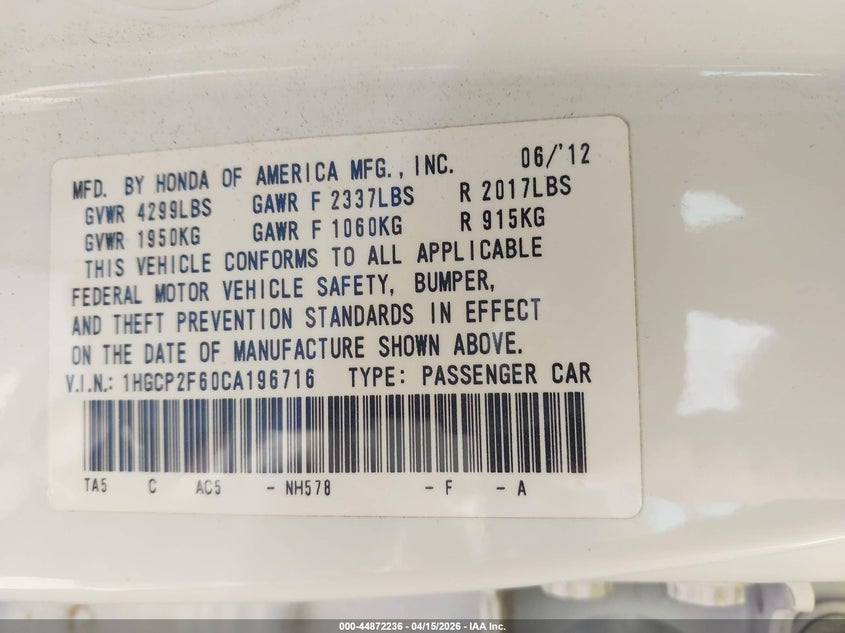 MFD. BY HONDA OF AMERICA MFG., INC. 06/'12
GVWR 4299LBS GAWR F 2337LBS R 2017LBS
GVWR 1950KG GAWR F 1060KG R 915KG
THIS VEHICLE CONFORMS TO ALL APPLICABLE
FEDERAL MOTOR VEHICLE SAFETY, BUMPER,
AND THEFT PREVENTION STANDARDS IN EFFECT
ON THE DATE OF MANUFACTURE SHOWN ABOVE.
V.I.N.: 1HGCP2F60CA196716 TYPE: PASSENGER CAR
TA5 C AC5 - NH578 - F - A
000-44872236 - 04/15/2026 - IAA Inc.